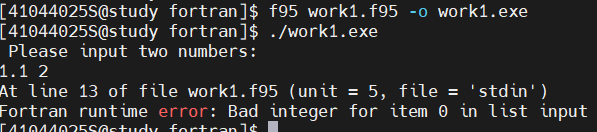 [41044025S@study fortran]$ f95 work1.f95 -o work1.exe
[41044025S@study fortran]$ ./work1.exe
 Please input two numbers:
1.1 2
At line 13 of file work1.f95 (unit = 5, file = 'stdin')
Fortran runtime error: Bad integer for item 0 in list input
[41044025S@study fortran]$